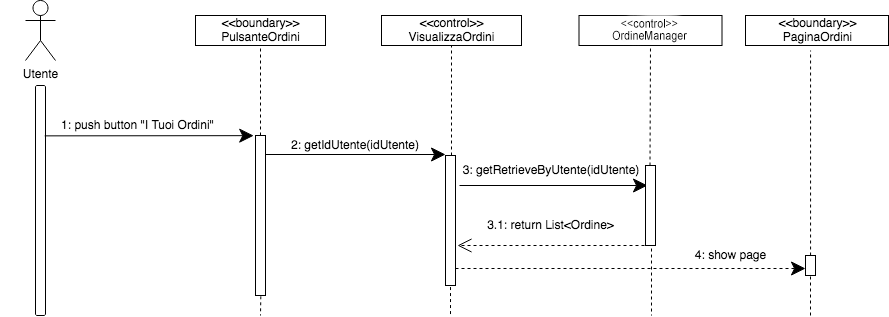 <<boundary>>
PulsanteOrdini
<<control>>
VisualizzaOrdini
<<control>>
OrdineManager
<<boundary>>
PaginaOrdini
Utente
1: push button "I Tuoi Ordini"
2: getIdUtente(idUtente)
3: getRetrieveByUtente(idUtente)
3.1: return List<Ordine>
4: show page